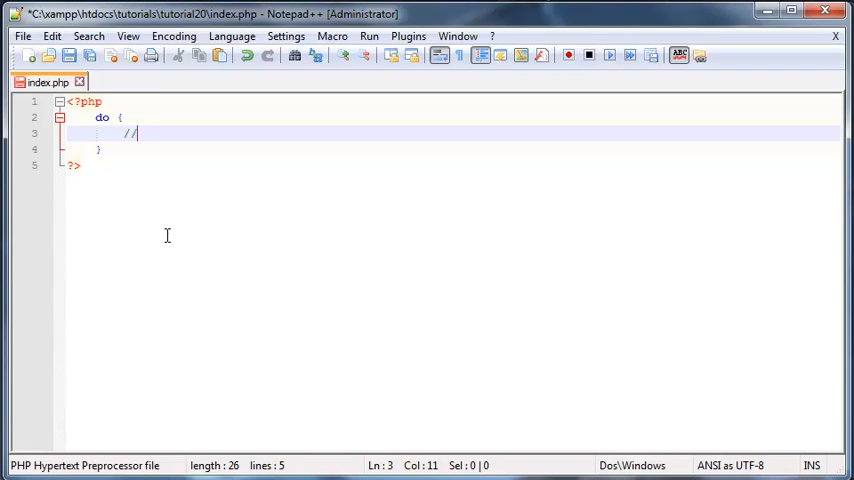 *C:\xampp\htdocs\tutorials\tutorial20\index.php - Notepad++ [Administrator]
File Edit Search View Encoding Language Settings Macro Run Plugins Window ? X
ABC
index.php
1 <?php
2 do {
3 //
4 }
5 ?>
PHP Hypertext Preprocessor file length : 26 lines : 5 Ln : 3 Col : 11 Sel : 0 | 0 Dos\Windows ANSI as UTF-8 INS